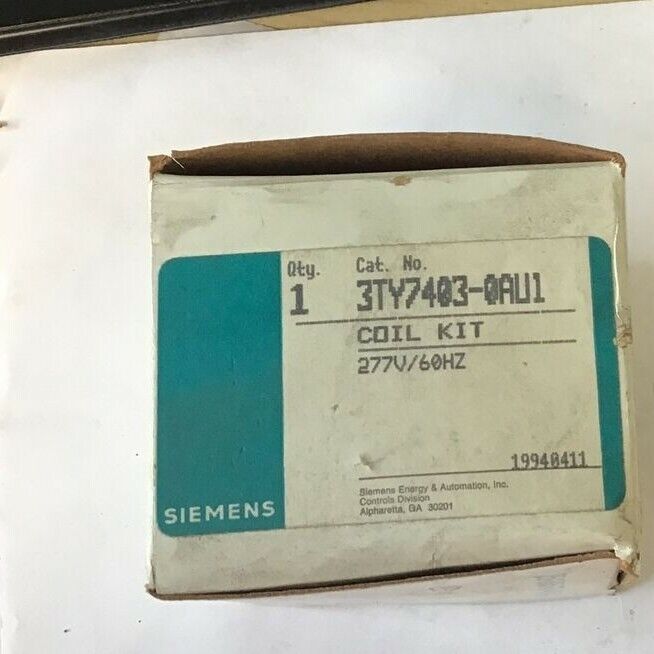 Qty. Cat. No.
1 3TY7403-0AU1
COIL KIT
277V/60HZ
19940411
Siemens Energy & Automation, Inc.
Controls Division
Alpharetta, GA 30201
SIEMENS